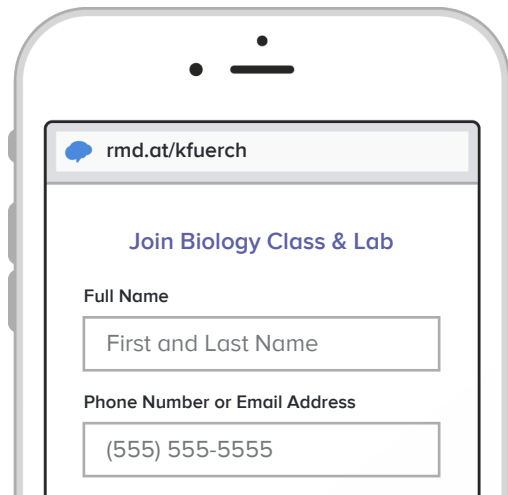 rmd.at/kfuerch
Join Biology Class & Lab
Full Name
First and Last Name
Phone Number or Email Address
(555) 555-5555